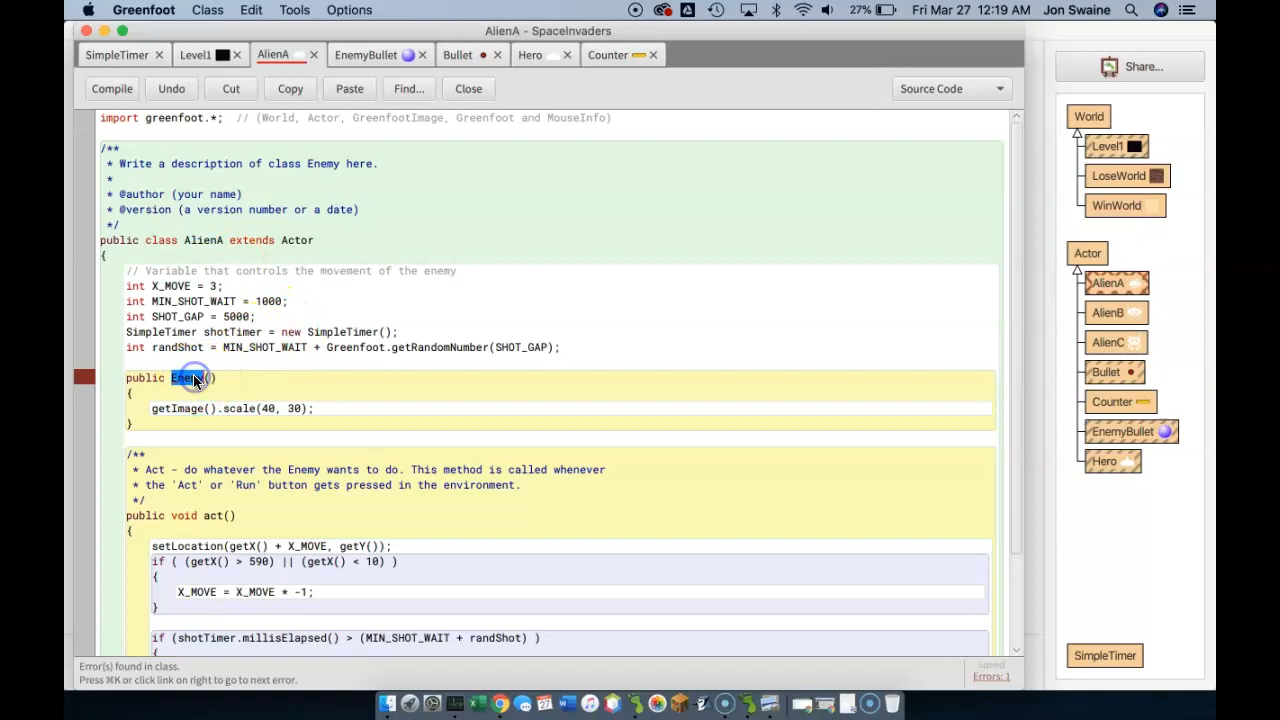 Greenfoot Class Edit Tools Options 27% Fri Mar 27 12:19 AM Jon Swaine
AlienA - SpaceInvaders
SimpleTimer Level1 AlienA EnemyBullet Bullet Hero Counter
Compile Undo Cut Copy Paste Find... Close Source Code
Share...
import greenfoot.*; // (World, Actor, GreenfootImage, Greenfoot and MouseInfo)
/**
* Write a description of class Enemy here.
*
* @author (your name)
* @version (a version number or a date)
*/
public class AlienA extends Actor
{
// Variable that controls the movement of the enemy
int X_MOVE = 3;
int MIN_SHOT_WAIT = 1000;
int SHOT_GAP = 5000;
SimpleTimer shotTimer = new SimpleTimer();
int randShot = MIN_SHOT_WAIT + Greenfoot.getRandomNumber(SHOT_GAP);
public Enemy()
{
getImage().scale(40, 30);
}
/**
* Act - do whatever the Enemy wants to do. This method is called whenever
* the 'Act' or 'Run' button gets pressed in the environment.
*/
public void act()
{
setLocation(getX() + X_MOVE, getY());
if ( (getX() > 590) || (getX() < 10) )
{
X_MOVE = X_MOVE * -1;
}
if (shotTimer.millisElapsed() > (MIN_SHOT_WAIT + randShot) )
{
Error(s) found in class.
Press ⌘K or click link on right to go to next error.
saved
Errors: 1
World
Level1
LoseWorld
WinWorld
Actor
AlienA
AlienB
AlienC
Bullet
Counter
EnemyBullet
Hero
SimpleTimer